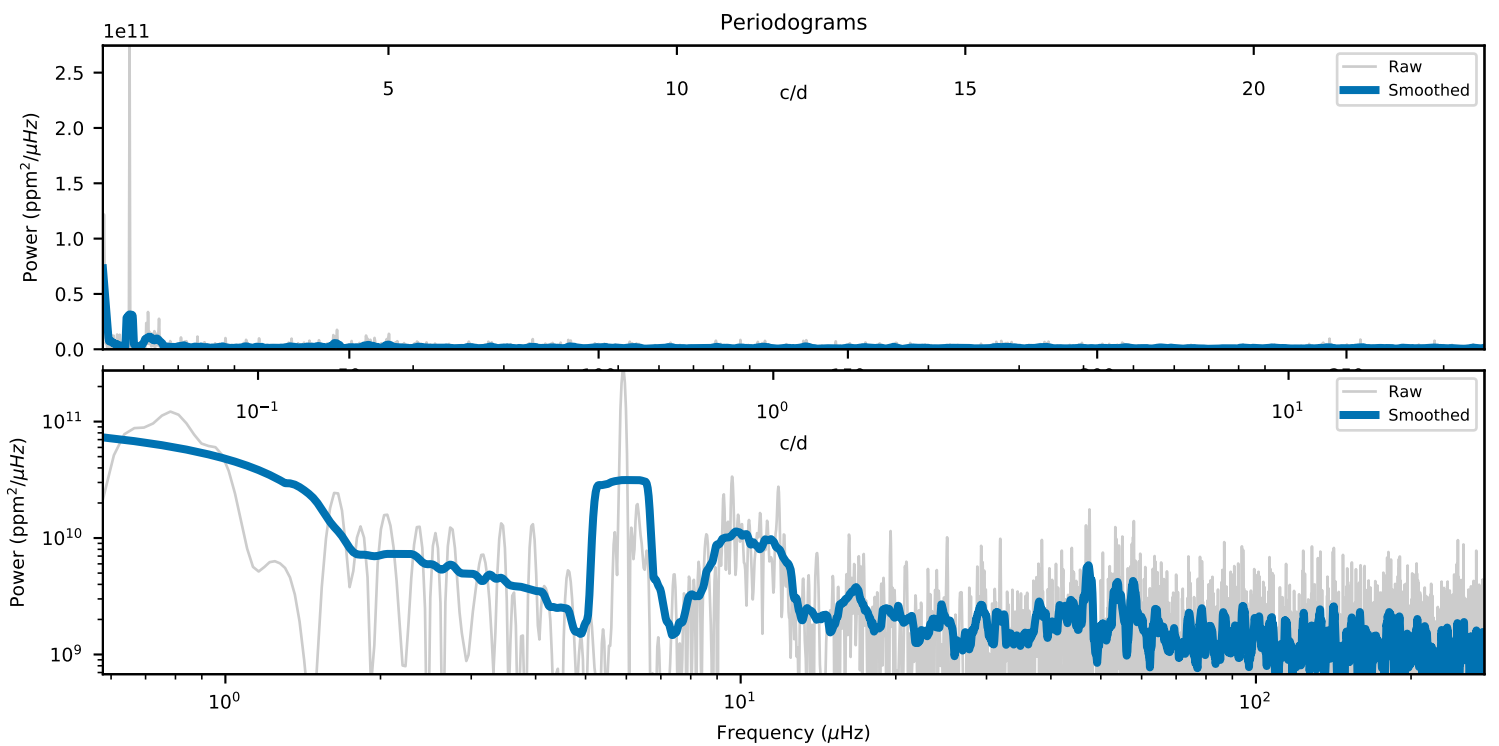 Periodograms
1e11
5 10 15 20
c/d
Raw
Smoothed
2.5
2.0
1.5
1.0
0.5
0.0
Power (ppm²/μHz)
10⁻¹ 10⁰ 10¹
c/d
Raw
Smoothed
10¹¹
10¹⁰
10⁹
Power (ppm²/μHz)
10⁰ 10¹ 10²
Frequency (μHz)